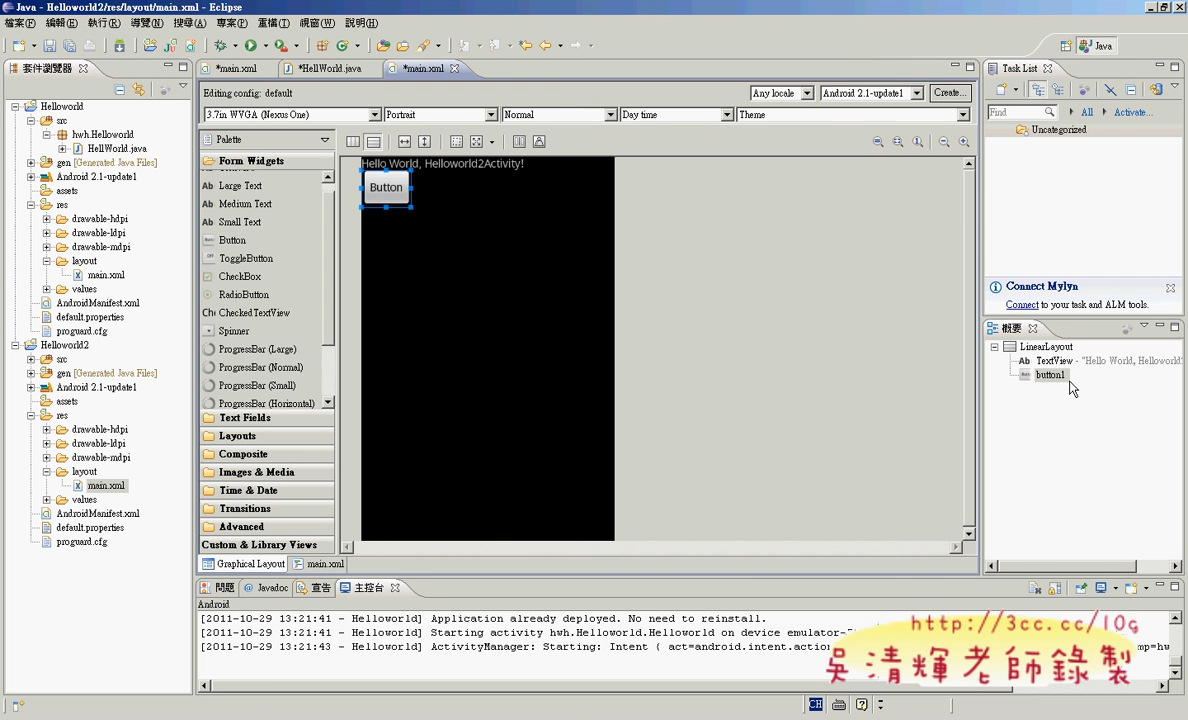 Java - Helloworld2/res/layout/main.xml - Eclipse
檔案(F) 編輯(E) 執行(R) 導覽(N) 搜尋(A) 專案(P) 重構(T) 視窗(W) 說明(H)
Java
套件瀏覽器
Helloworld
src
hwh.Helloworld
HellWorld.java
gen [Generated Java Files]
Android 2.1-update1
assets
res
drawable-hdpi
drawable-ldpi
drawable-mdpi
layout
main.xml
values
AndroidManifest.xml
default.properties
proguard.cfg
Helloworld2
src
gen [Generated Java Files]
Android 2.1-update1
assets
res
drawable-hdpi
drawable-ldpi
drawable-mdpi
layout
main.xml
values
AndroidManifest.xml
default.properties
proguard.cfg
*main.xml *HellWorld.java *main.xml
Editing config: default Any locale Android 2.1-update1 Create...
3.7in WVGA (Nexus One) Portrait Normal Day time Theme
Palette
Form Widgets
Ab Large Text
Ab Medium Text
Ab Small Text
Button
ToggleButton
CheckBox
RadioButton
CheckedTextView
Spinner
ProgressBar (Large)
ProgressBar (Normal)
ProgressBar (Small)
ProgressBar (Horizontal)
Text Fields
Layouts
Composite
Images & Media
Time & Date
Transitions
Advanced
Custom & Library Views
Graphical Layout main.xml
Hello World, Helloworld2Activity!
Button
Task List
Find All Activate...
Uncategorized
Connect Mylyn
Connect to your task and ALM tools.
概要
LinearLayout
Ab TextView - "Hello World, Helloworld
button1
問題 @ Javadoc 宣告 主控台
Android
[2011-10-29 13:21:41 - Helloworld] Application already deployed. No need to reinstall.
[2011-10-29 13:21:41 - Helloworld] Starting activity hwh.Helloworld.Helloworld on device emulator-5
[2011-10-29 13:21:43 - Helloworld] ActivityManager: Starting: Intent { act=android.intent.action
mp=hw
http://3cc.cc/10g
吳清輝老師錄製
CH